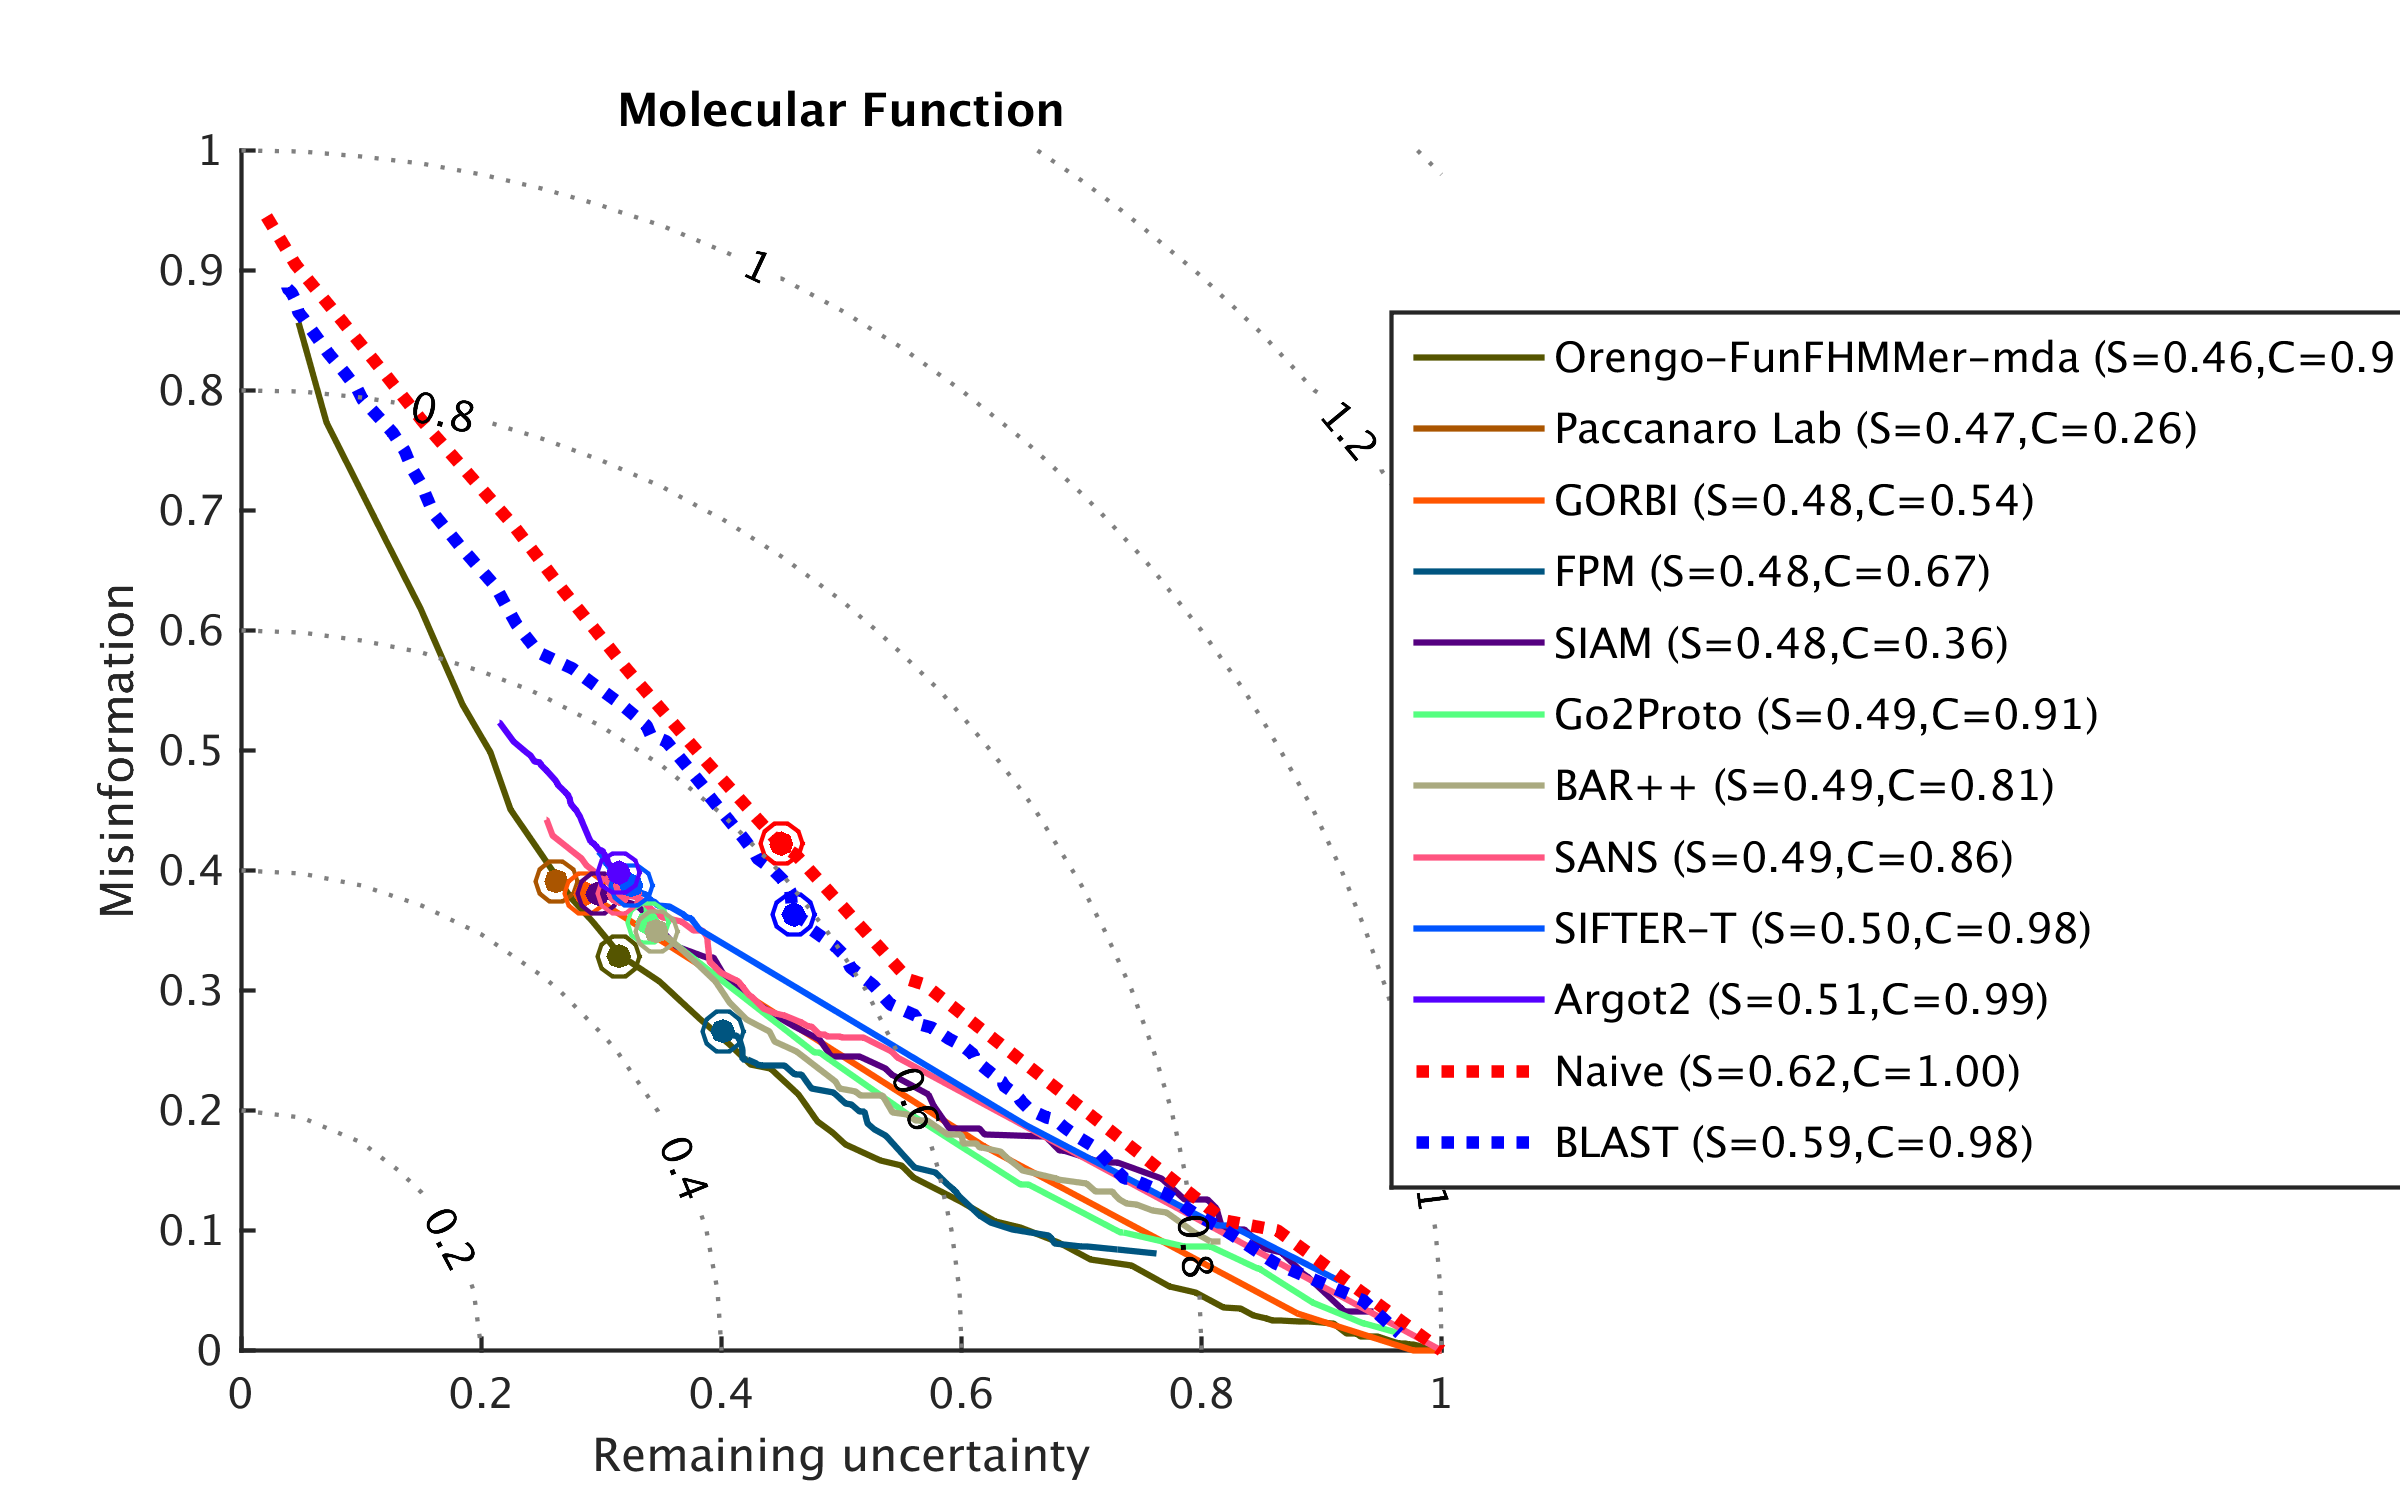 Molecular Function
1
0.9
0.8
0.7
0.6
0.5
0.4
0.3
0.2
0.1
0
Misinformation
0
0.2
0.4
0.6
0.8
1
Remaining uncertainty
0.2
0.4
0.6
0.8
1
0.8
1
1.2
Orengo-FunFHMMer-mda (S=0.46,C=0.9
Paccanaro Lab (S=0.47,C=0.26)
GORBI (S=0.48,C=0.54)
FPM (S=0.48,C=0.67)
SIAM (S=0.48,C=0.36)
Go2Proto (S=0.49,C=0.91)
BAR++ (S=0.49,C=0.81)
SANS (S=0.49,C=0.86)
SIFTER-T (S=0.50,C=0.98)
Argot2 (S=0.51,C=0.99)
Naive (S=0.62,C=1.00)
BLAST (S=0.59,C=0.98)